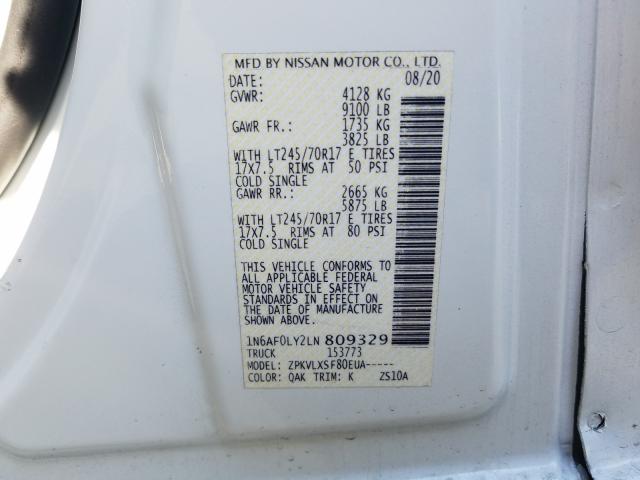 MFD BY NISSAN MOTOR CO., LTD.
DATE: 08/20
GVWR: 4128 KG
9100 LB
GAWR FR.: 1735 KG
3825 LB
WITH LT245/70R17 E TIRES
17X7.5 RIMS AT 50 PSI
COLD SINGLE
GAWR RR.: 2665 KG
5875 LB
WITH LT245/70R17 E TIRES
17X7.5 RIMS AT 80 PSI
COLD SINGLE
THIS VEHICLE CONFORMS TO
ALL APPLICABLE FEDERAL
MOTOR VEHICLE SAFETY
STANDARDS IN EFFECT ON
THE DATE OF MANUFACTURE
SHOWN ABOVE.
1N6AF0LY2LN 809329
TRUCK 153773
MODEL: ZPKVLXSF80EUA-----
COLOR: QAK TRIM: K ZS10A